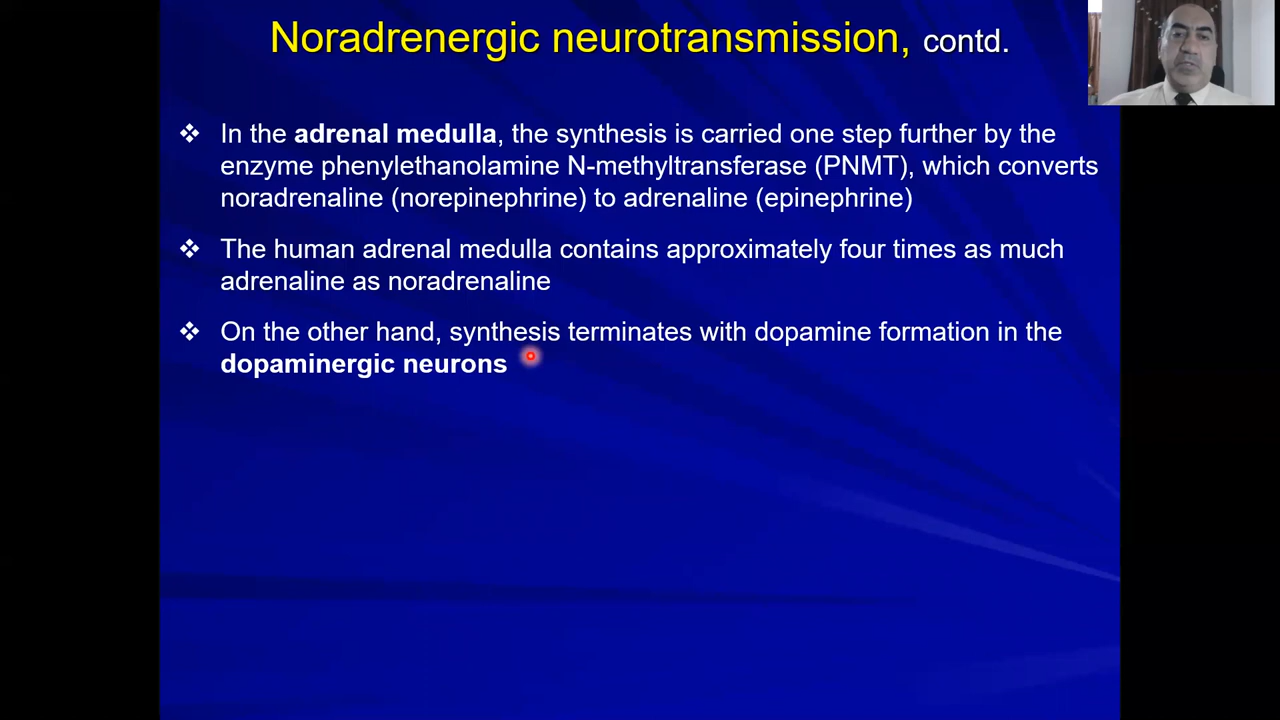 Noradrenergic neurotransmission, contd.
❖ In the adrenal medulla, the synthesis is carried one step further by the
enzyme phenylethanolamine N-methyltransferase (PNMT), which converts
noradrenaline (norepinephrine) to adrenaline (epinephrine)
❖ The human adrenal medulla contains approximately four times as much
adrenaline as noradrenaline
❖ On the other hand, synthesis terminates with dopamine formation in the
dopaminergic neurons